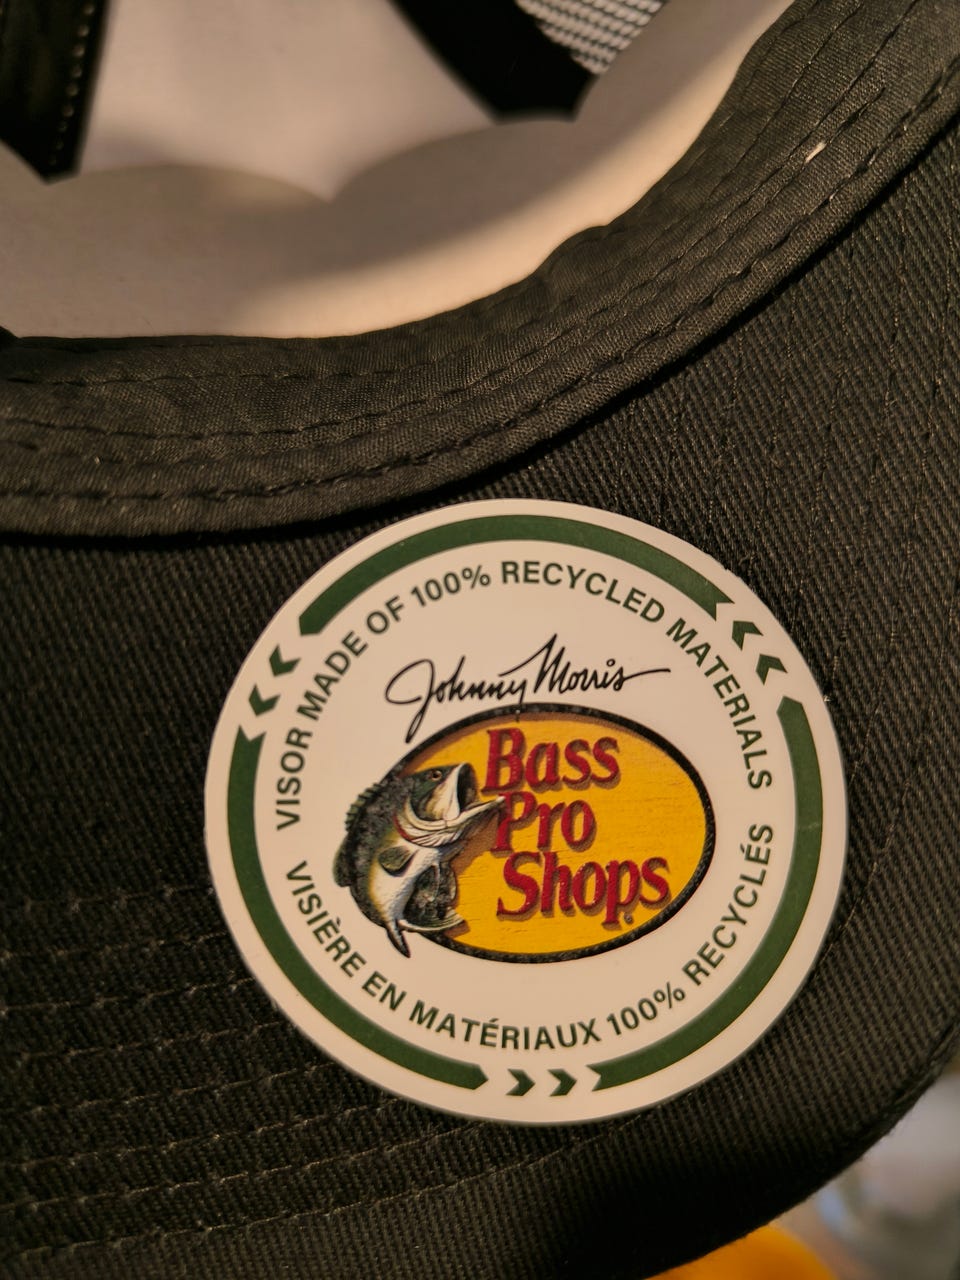 VISOR MADE OF 100% RECYCLED MATERIALS
Johnny Morris
Bass
Pro
Shops
VISIÈRE EN MATÉRIAUX 100% RECYCLÉS